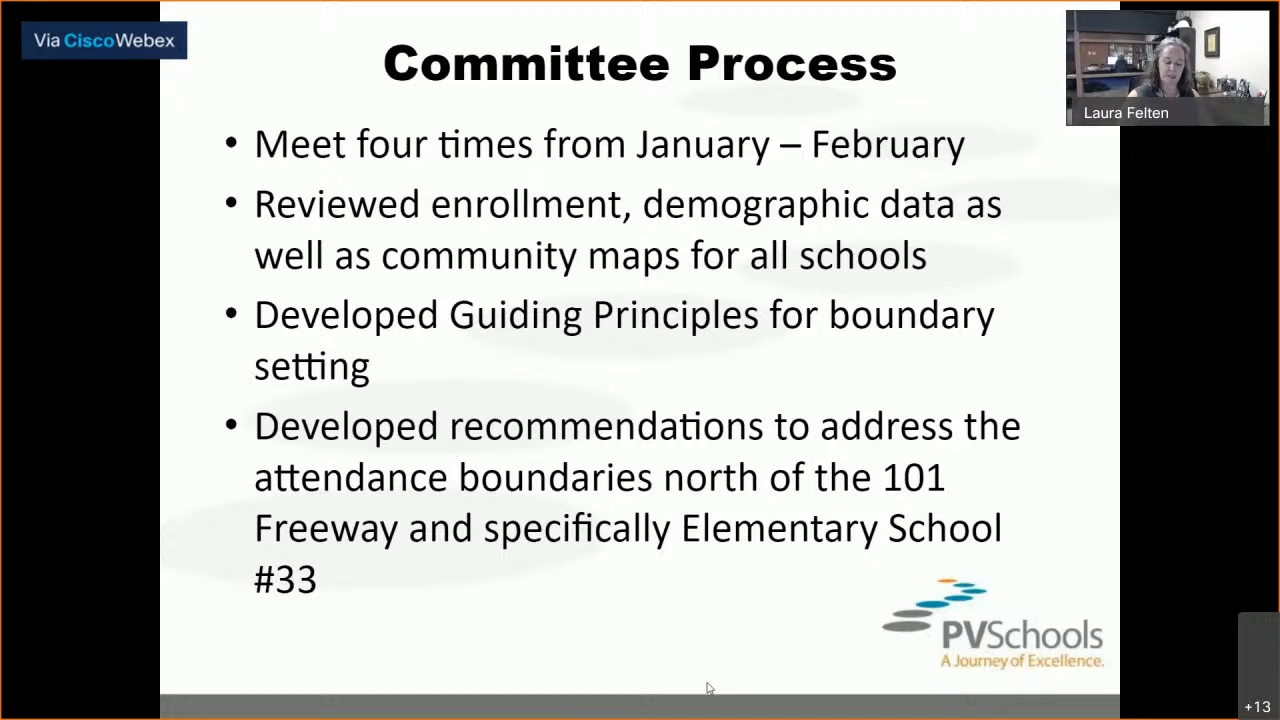 Via CiscoWebex
Committee Process
Laura Felten
• Meet four times from January – February
• Reviewed enrollment, demographic data as
well as community maps for all schools
• Developed Guiding Principles for boundary
setting
• Developed recommendations to address the
attendance boundaries north of the 101
Freeway and specifically Elementary School
#33
PVSchools
A Journey of Excellence.
+13